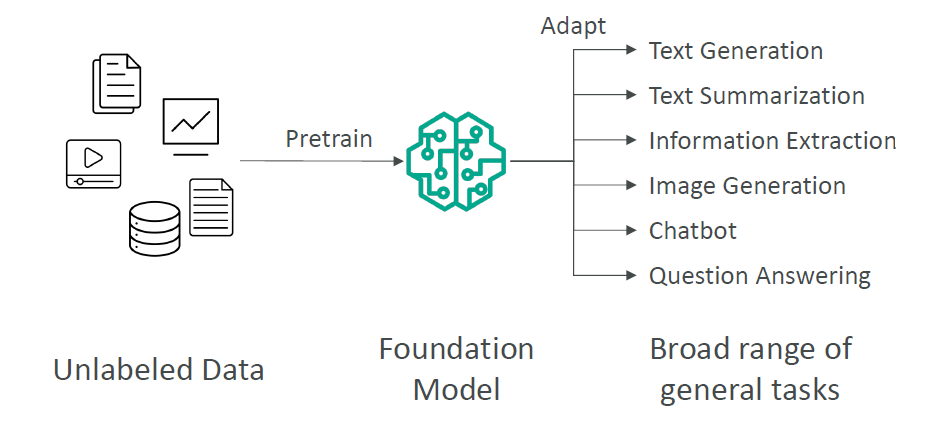 Adapt
Pretrain
Text Generation
Text Summarization
Information Extraction
Image Generation
Chatbot
Question Answering
Unlabeled Data
Foundation
Model
Broad range of
general tasks